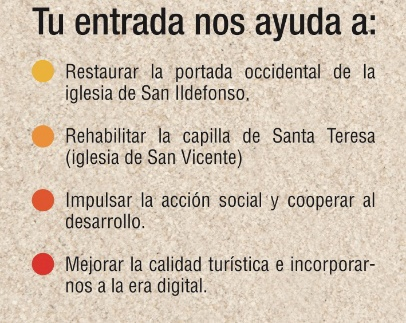 Tu entrada nos ayuda a:
Restaurar la portada occidental de la
iglesia de San Ildefonso.
Rehabilitar la capilla de Santa Teresa
(iglesia de San Vicente)
Impulsar la acción social y cooperar al
desarrollo.
Mejorar la calidad turística e incorporar-
nos a la era digital.